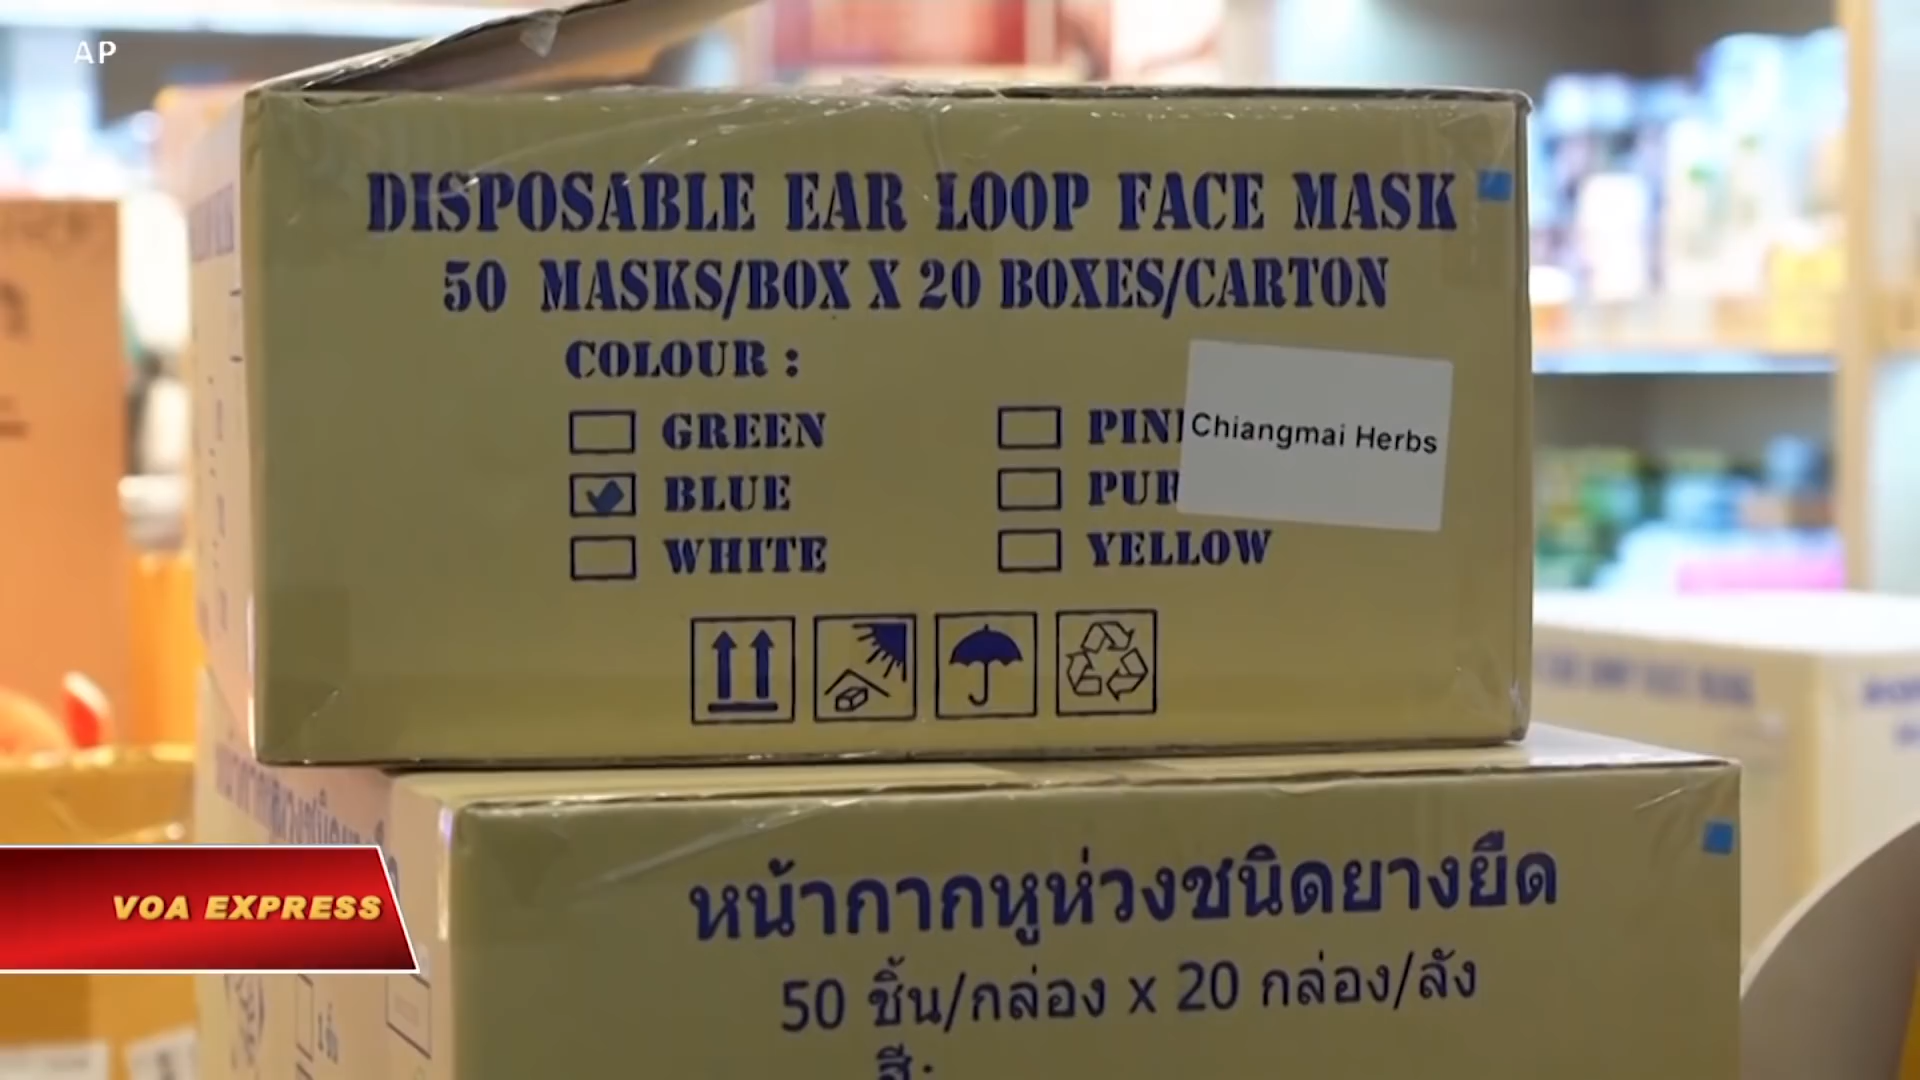 AP
DISPOSABLE EAR LOOP FACE MASK
50 MASKS/BOX X 20 BOXES/CARTON
COLOUR :
GREEN
BLUE
WHITE
YELLOW
Chiangmai Herbs
หน้ากากหูห่วงชนิดยางยืด
50 ชิ้น/กล่อง x 20 กล่อง/ลัง
สี :
VOA EXPRESS